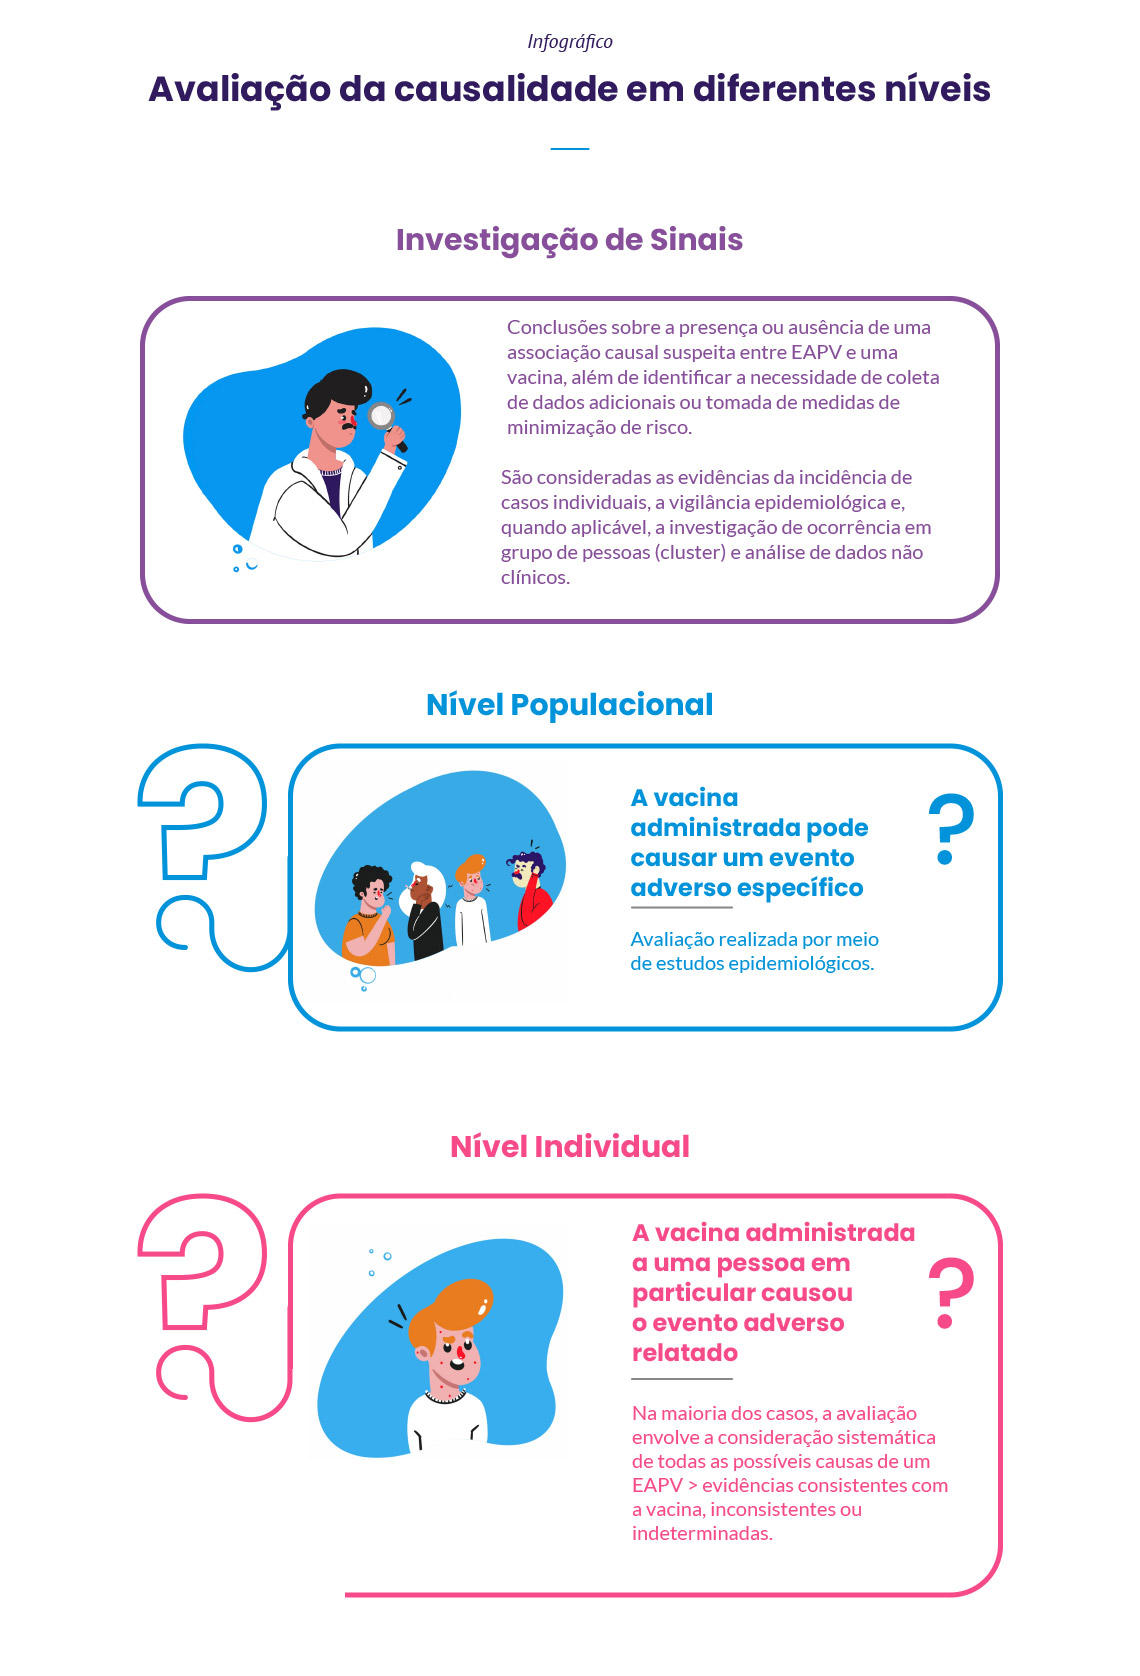 Infográfico
Avaliação da causalidade em diferentes níveis
Investigação de Sinais
Conclusões sobre a presença ou ausência de uma
associação causal suspeita entre EAPV e uma
vacina, além de identificar a necessidade de coleta
de dados adicionais ou tomada de medidas de
minimização de risco.
São consideradas as evidências da incidência de
casos individuais, a vigilância epidemiológica e,
quando aplicável, a investigação de ocorrência em
grupo de pessoas (cluster) e análise de dados não
clínicos.
Nível Populacional
?
A vacina
administrada pode
causar um evento
adverso específico
?
Avaliação realizada por meio
de estudos epidemiológicos.
Nível Individual
?
A vacina administrada
a uma pessoa em
particular causou
o evento adverso
relatado
?
Na maioria dos casos, a avaliação
envolve a consideração sistemática
de todas as possíveis causas de um
EAPV > evidências consistentes com
a vacina, inconsistentes ou
indeterminadas.